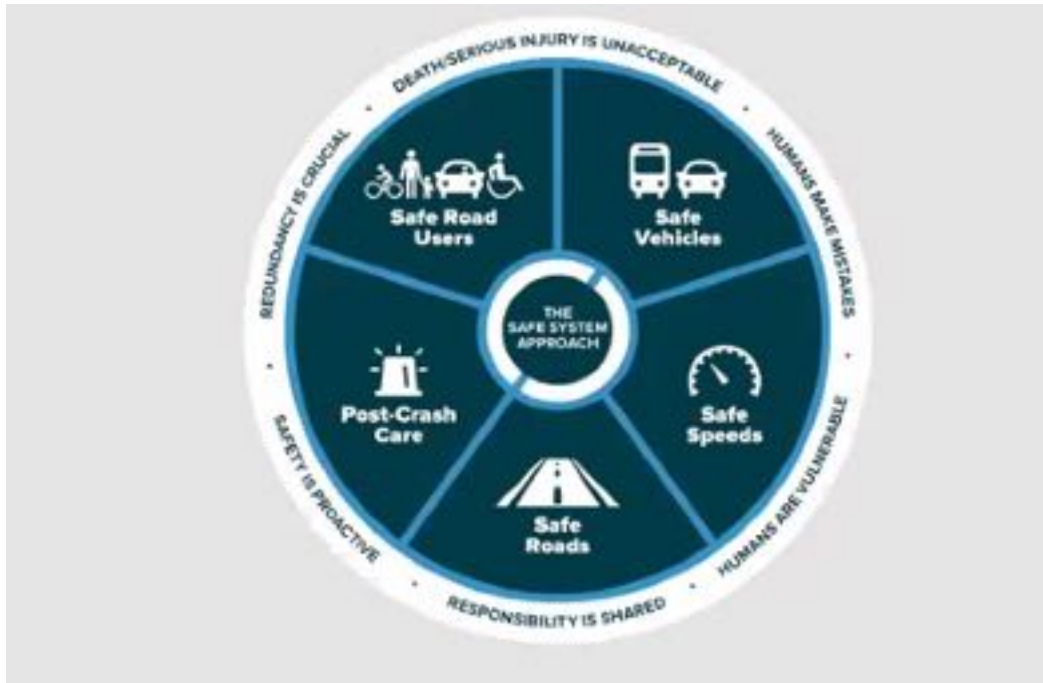 DEATH/SERIOUS INJURY IS UNACCEPTABLE
HUMANS MAKE MISTAKES
HUMANS ARE VULNERABLE
RESPONSIBILITY IS SHARED
SAFETY IS PROACTIVE
REDUNDANCY IS CRUCIAL
Safe Road
Users
Safe
Vehicles
Safe
Speeds
Safe
Roads
Post-Crash
Care
THE
SAFE SYSTEM
APPROACH